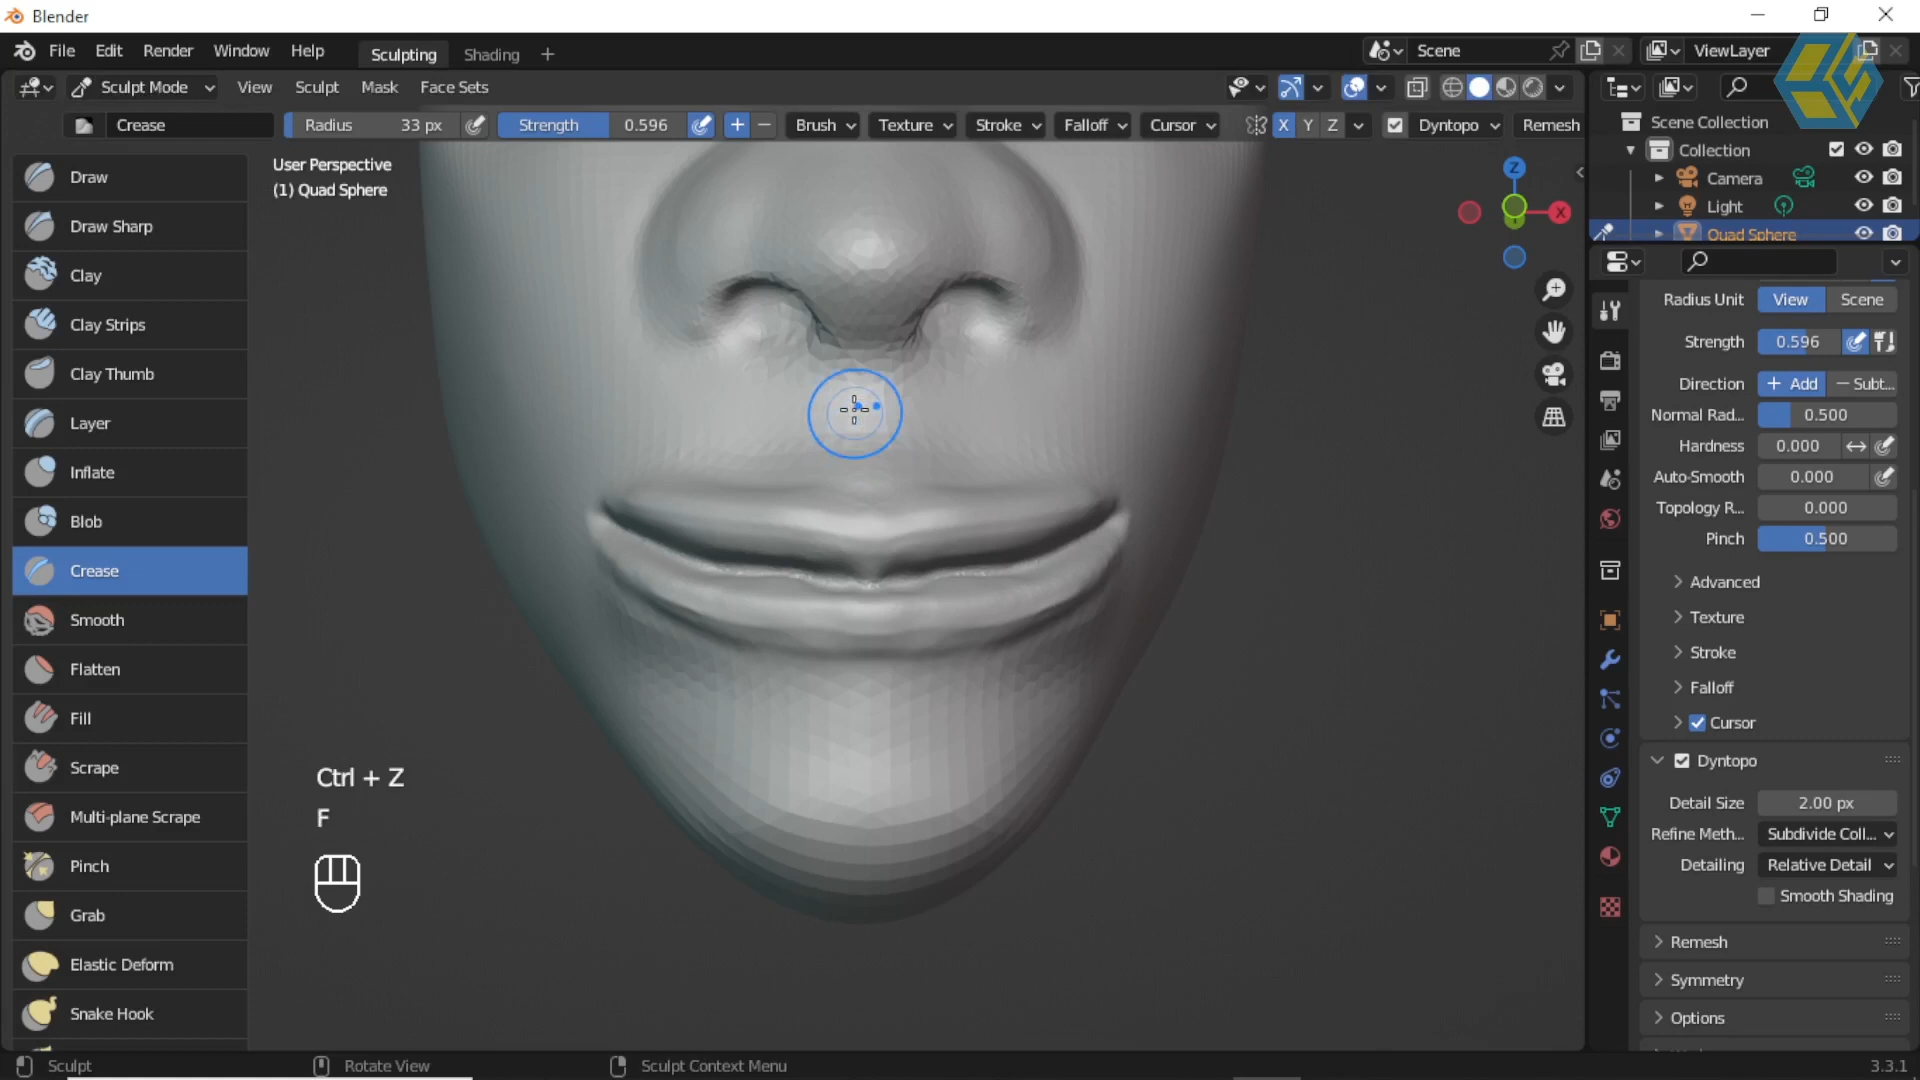 Blender
File Edit Render Window Help Sculpting Shading + Scene ViewLayer
Sculpt Mode View Sculpt Mask Face Sets
Crease Radius 33 px Strength 0.596 Brush Texture Stroke Falloff Cursor X Y Z Dyntopo Remesh
User Perspective
(1) Quad Sphere
Draw
Draw Sharp
Clay
Clay Strips
Clay Thumb
Layer
Inflate
Blob
Crease
Smooth
Flatten
Fill
Scrape
Multi-plane Scrape
Pinch
Grab
Elastic Deform
Snake Hook
Ctrl + Z
F
Z
X
Scene Collection
Collection
Camera
Light
Quad Sphere
Radius Unit View Scene
Strength 0.596
Direction + Add − Subt...
Normal Rad... 0.500
Hardness 0.000
Auto-Smooth 0.000
Topology R... 0.000
Pinch 0.500
Advanced
Texture
Stroke
Falloff
Cursor
Dyntopo
Detail Size 2.00 px
Refine Meth... Subdivide Coll...
Detailing Relative Detail
Smooth Shading
Remesh
Symmetry
Options
Sculpt Rotate View Sculpt Context Menu 3.3.1